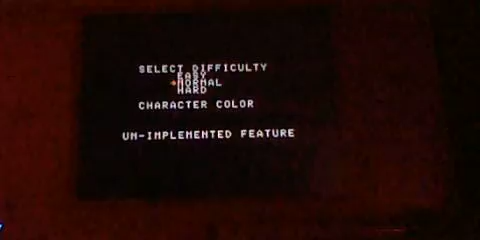 SELECT DIFFICULTY
EASY
NORMAL
HARD
CHARACTER COLOR
UN-IMPLEMENTED FEATURE